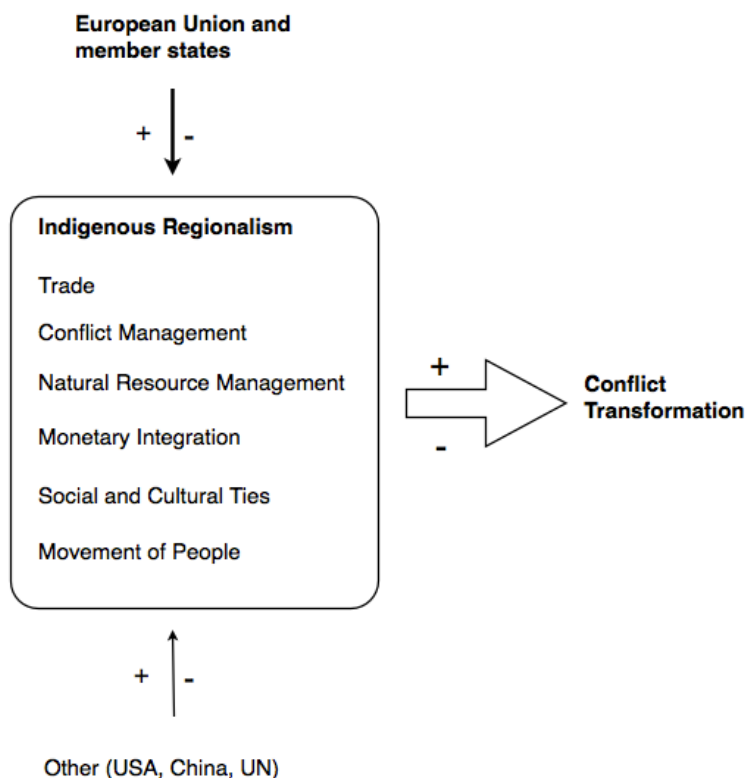 European Union and
member states
+ -
Indigenous Regionalism
Trade
Conflict Management
Natural Resource Management
Monetary Integration
Social and Cultural Ties
Movement of People
+
-
Conflict
Transformation
+ -
Other (USA, China, UN)